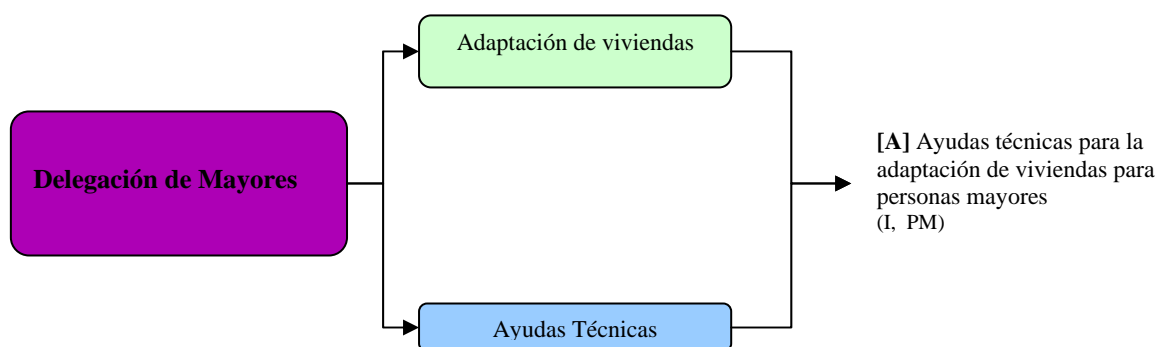 Adaptación de viviendas
Delegación de Mayores
[A] Ayudas técnicas para la
adaptación de viviendas para
personas mayores
(I, PM)
Ayudas Técnicas